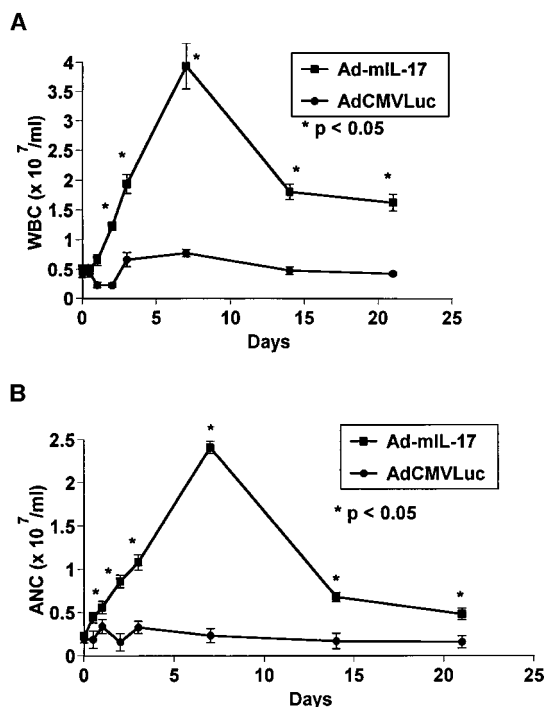 A
4
3.5
3
2.5
2
1.5
1
0.5
0
WBC (x 10 7/ml)
* * * * *
Ad-mIL-17
AdCMVLuc
* p < 0.05
0 5 10 15 20 25
Days
B
2.5
2
1.5
1
0.5
0
ANC (x 10 7/ml)
* * * * * *
Ad-mIL-17
AdCMVLuc
* p < 0.05
0 5 10 15 20 25
Days